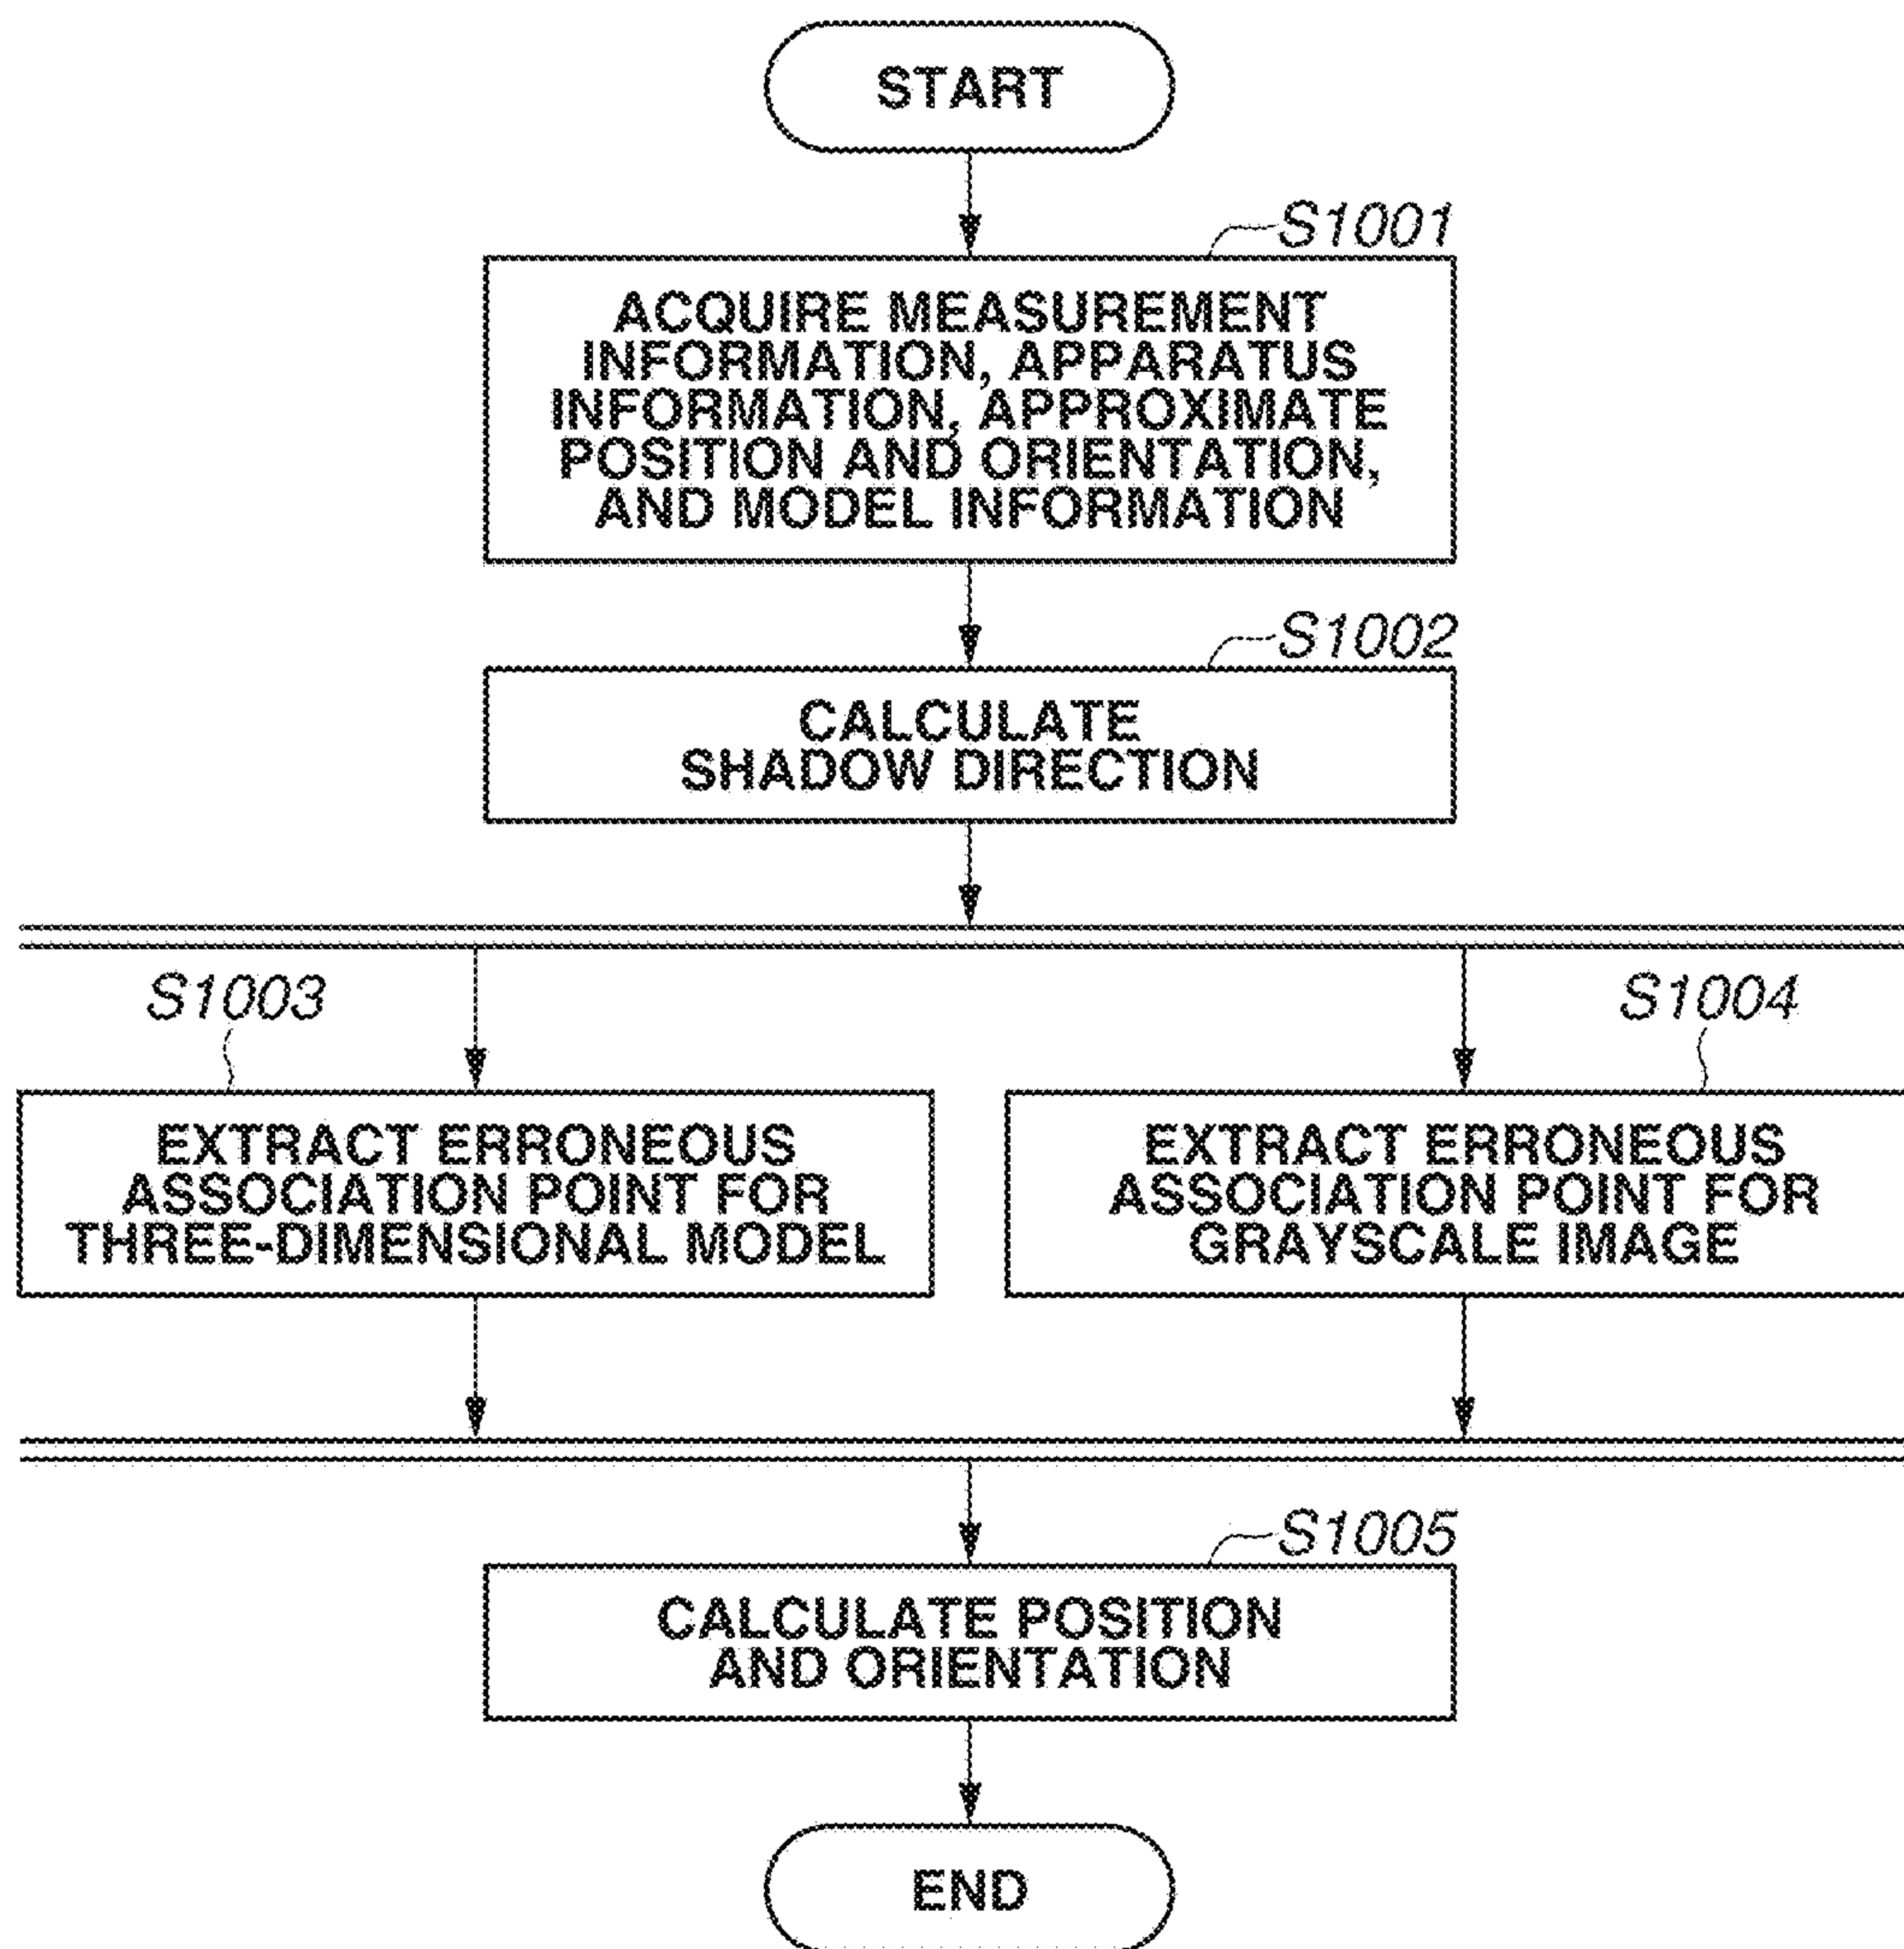 START
S1001
ACQUIRE MEASUREMENT
INFORMATION, APPARATUS
INFORMATION, APPROXIMATE
POSITION AND ORIENTATION,
AND MODEL INFORMATION
S1002
CALCULATE
SHADOW DIRECTION
S1003
EXTRACT ERRONEOUS
ASSOCIATION POINT FOR
THREE-DIMENSIONAL MODEL
S1004
EXTRACT ERRONEOUS
ASSOCIATION POINT FOR
GRAYSCALE IMAGE
S1005
CALCULATE POSITION
AND ORIENTATION
END